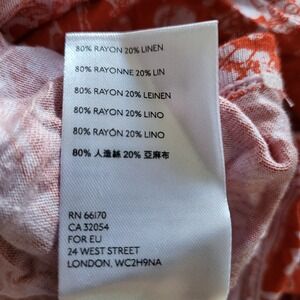 80% RAYON 20% LINEN
80% RAYONNE 20% LIN
80% RAYON 20% LEINEN
80% RAYON 20% LINO
80% RAYÓN 20% LINO
80% 人造絲 20% 亞麻布
RN 66170
CA 32054
FOR EU
24 WEST STREET
LONDON, WC2H9NA